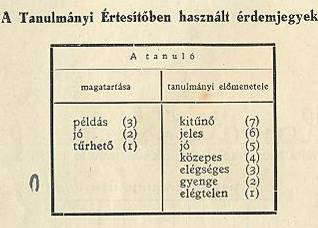 A Tanulmányi Értesítőben használt érdemjegyek
A tanuló
magatartása
tanulmányi előmenetele
példás (3)
jó (2)
tűrhető (1)
kitűnő (7)
jeles (6)
jó (5)
közepes (4)
elégséges (3)
gyenge (2)
elégtelen (1)